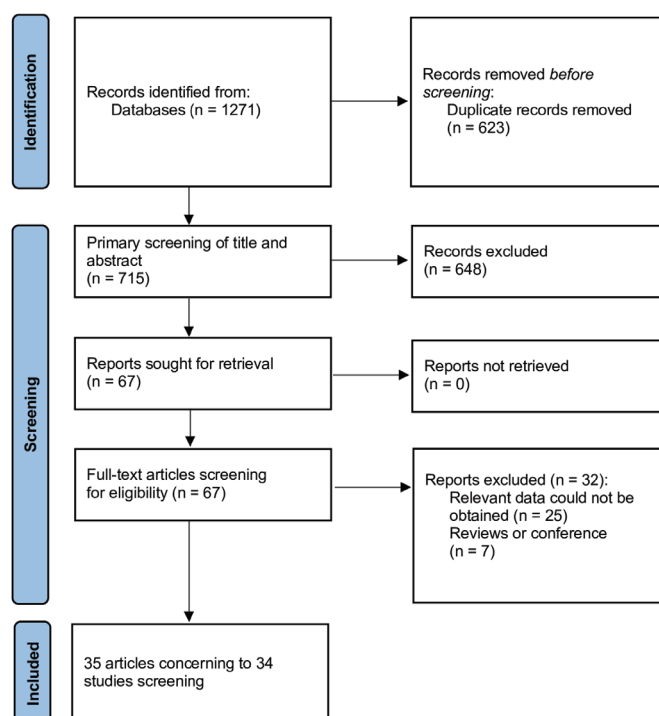 Identification
Records identified from:
Databases (n = 1271)
Records removed before
screening:
Duplicate records removed
(n = 623)
Screening
Primary screening of title and
abstract
(n = 715)
Records excluded
(n = 648)
Reports sought for retrieval
(n = 67)
Reports not retrieved
(n = 0)
Full-text articles screening
for eligibility (n = 67)
Reports excluded (n = 32):
Relevant data could not be
obtained (n = 25)
Reviews or conference
(n = 7)
Included
35 articles concerning to 34
studies screening